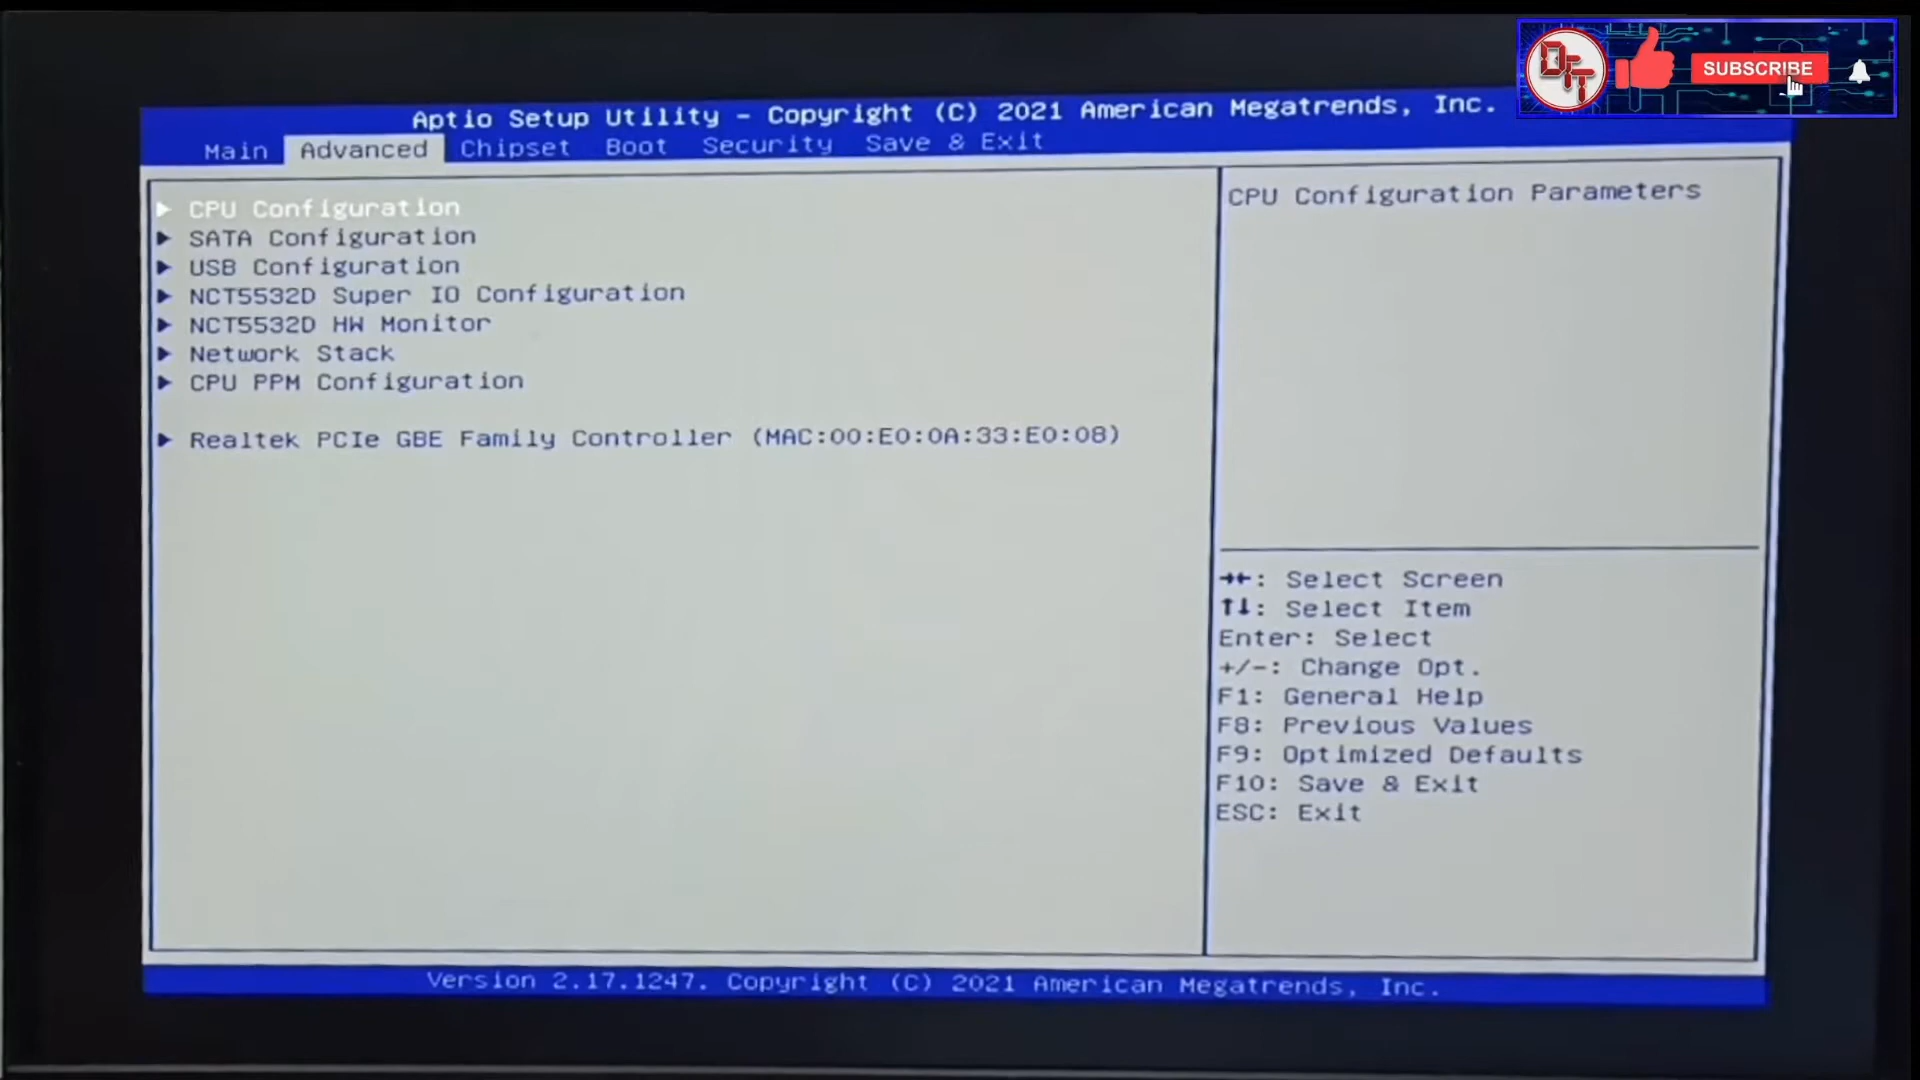 DFT
SUBSCRIBE
Aptio Setup Utility - Copyright (C) 2021 American Megatrends, Inc.
Main Advanced Chipset Boot Security Save & Exit
CPU Configuration
SATA Configuration
USB Configuration
NCT5532D Super IO Configuration
NCT5532D HW Monitor
Network Stack
CPU PPM Configuration
Realtek PCIe GBE Family Controller (MAC:00:E0:0A:33:E0:08)
CPU Configuration Parameters
→←: Select Screen
↑↓: Select Item
Enter: Select
+/-: Change Opt.
F1: General Help
F8: Previous Values
F9: Optimized Defaults
F10: Save & Exit
ESC: Exit
Version 2.17.1247. Copyright (C) 2021 American Megatrends, Inc.